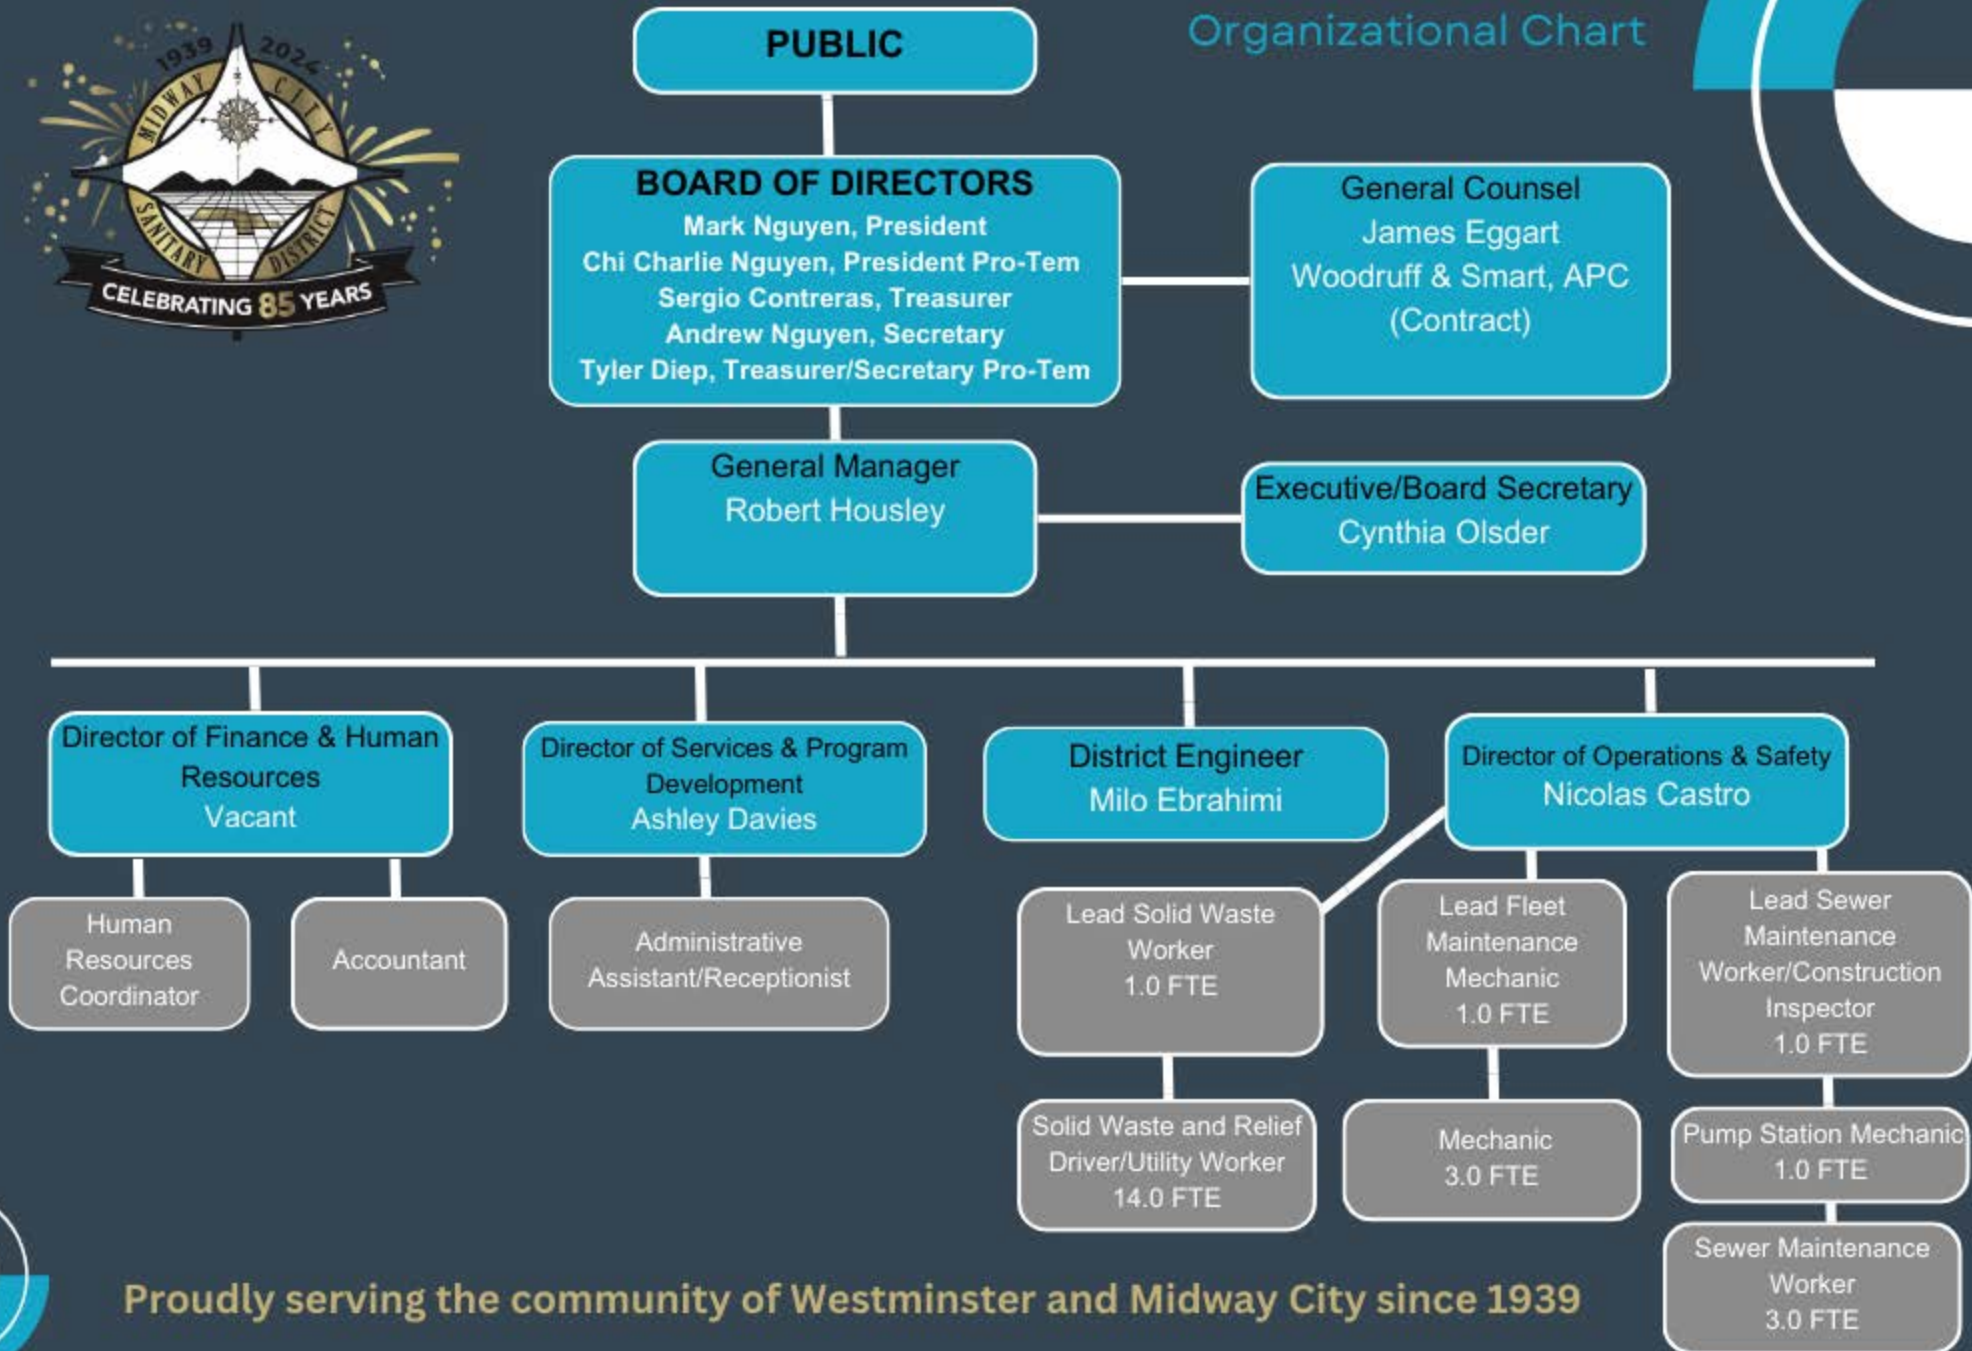 1939 2024
MIDWAY CITY
SANITARY DISTRICT
CELEBRATING 85 YEARS
Organizational Chart
PUBLIC
BOARD OF DIRECTORS
Mark Nguyen, President
Chi Charlie Nguyen, President Pro-Tem
Sergio Contreras, Treasurer
Andrew Nguyen, Secretary
Tyler Diep, Treasurer/Secretary Pro-Tem
General Counsel
James Eggart
Woodruff & Smart, APC
(Contract)
General Manager
Robert Housley
Executive/Board Secretary
Cynthia Olsder
Director of Finance & Human
Resources
Vacant
Director of Services & Program
Development
Ashley Davies
District Engineer
Milo Ebrahimi
Director of Operations & Safety
Nicolas Castro
Human
Resources
Coordinator
Accountant
Administrative
Assistant/Receptionist
Lead Solid Waste
Worker
1.0 FTE
Lead Fleet
Maintenance
Mechanic
1.0 FTE
Lead Sewer
Maintenance
Worker/Construction
Inspector
1.0 FTE
Solid Waste and Relief
Driver/Utility Worker
14.0 FTE
Mechanic
3.0 FTE
Pump Station Mechanic
1.0 FTE
Sewer Maintenance
Worker
3.0 FTE
Proudly serving the community of Westminster and Midway City since 1939